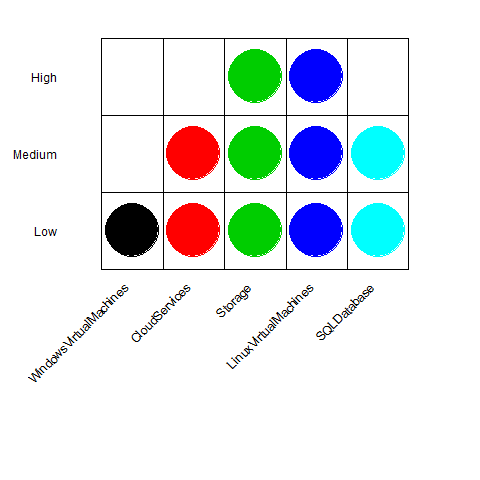 High
Medium
Low
WindowsVirtualMachines
CloudServices
Storage
LinuxVirtualMachines
SQLDatabase